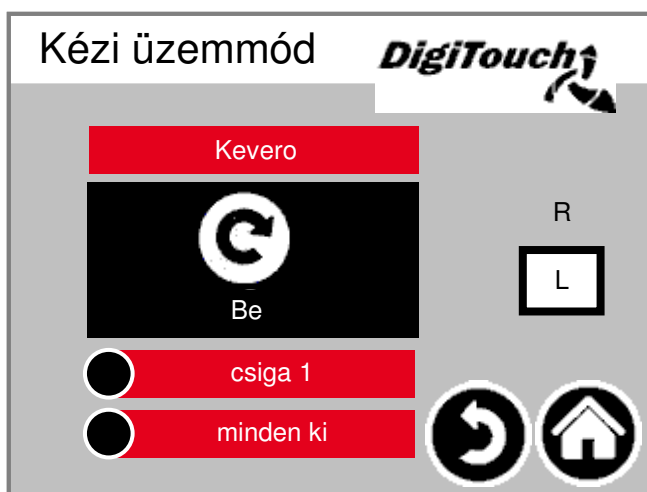 Kézi üzemmód
DigiTouch
Kevero
Be
R
L
csiga 1
minden ki